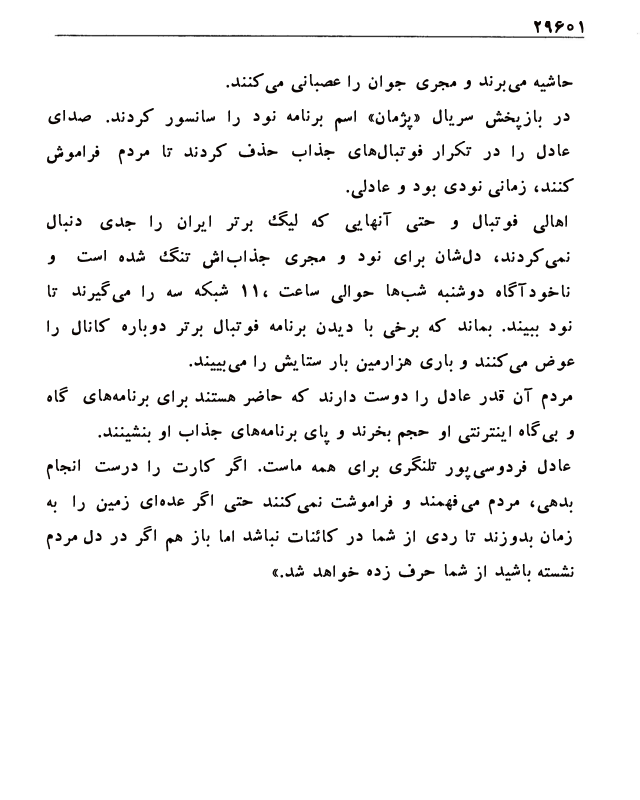 ۲۹۶۰۱
حاشیه می‌برند و مجری جوان را عصبانی می‌کنند.
در بازپخش سریال «پژمان» اسم برنامه نود را سانسور کردند. صدای
عادل را در تکرار فوتبال‌های جذاب حذف کردند تا مردم فراموش
کنند، زمانی نودی بود و عادلی.
اهالی فوتبال و حتی آنهایی که لیگ برتر ایران را جدی دنبال
نمی‌کردند، دل‌شان برای نود و مجری جذاب‌اش تنگ شده است و
ناخودآگاه دوشنبه شب‌ها حوالی ساعت ۱۱، شبکه سه را می‌گیرند تا
نود ببیند. بماند که برخی با دیدن برنامه فوتبال برتر دوباره کانال را
عوض می‌کنند و باری هزارمین بار ستایش را می‌بییند.
مردم آن قدر عادل را دوست دارند که حاضر هستند برای برنامه‌های گاه
و بی‌گاه اینترنتی او حجم بخرند و پای برنامه‌های جذاب او بنشینند.
عادل فردوسی‌پور تلنگری برای همه ماست. اگر کارت را درست انجام
بدهی، مردم می‌فهمند و فراموشت نمی‌کنند حتی اگر عده‌ای زمین را به
زمان بدوزند تا ردی از شما در کائنات نباشد اما باز هم اگر در دل مردم
نشسته باشید از شما حرف زده خواهد شد.»